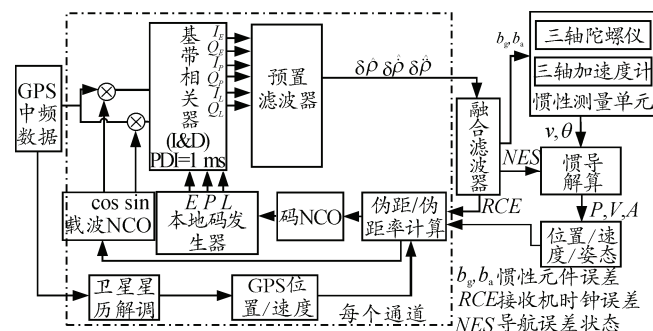 GPS
中频
数据
基
带
相
关
器
(I&D)
PDI=1 ms
I_E
Q_E
I_P
Q_P
I_L
Q_L
预置
滤波器
δρ̂ δρ̇̂ δρ̈̂
融合滤波器
b_g, b_a
三轴陀螺仪
三轴加速度计
惯性测量单元
v, θ
NES
惯导
解算
RCE
P,V,A
cos sin
载波NCO
E P L
本地码发
生器
码NCO
伪距/伪
距率计算
位置/速
度/姿态
卫星星
历解调
GPS位
置/速度
每个通道
b_g, b_a 惯性元件误差
RCE接收机时钟误差
NES导航误差状态